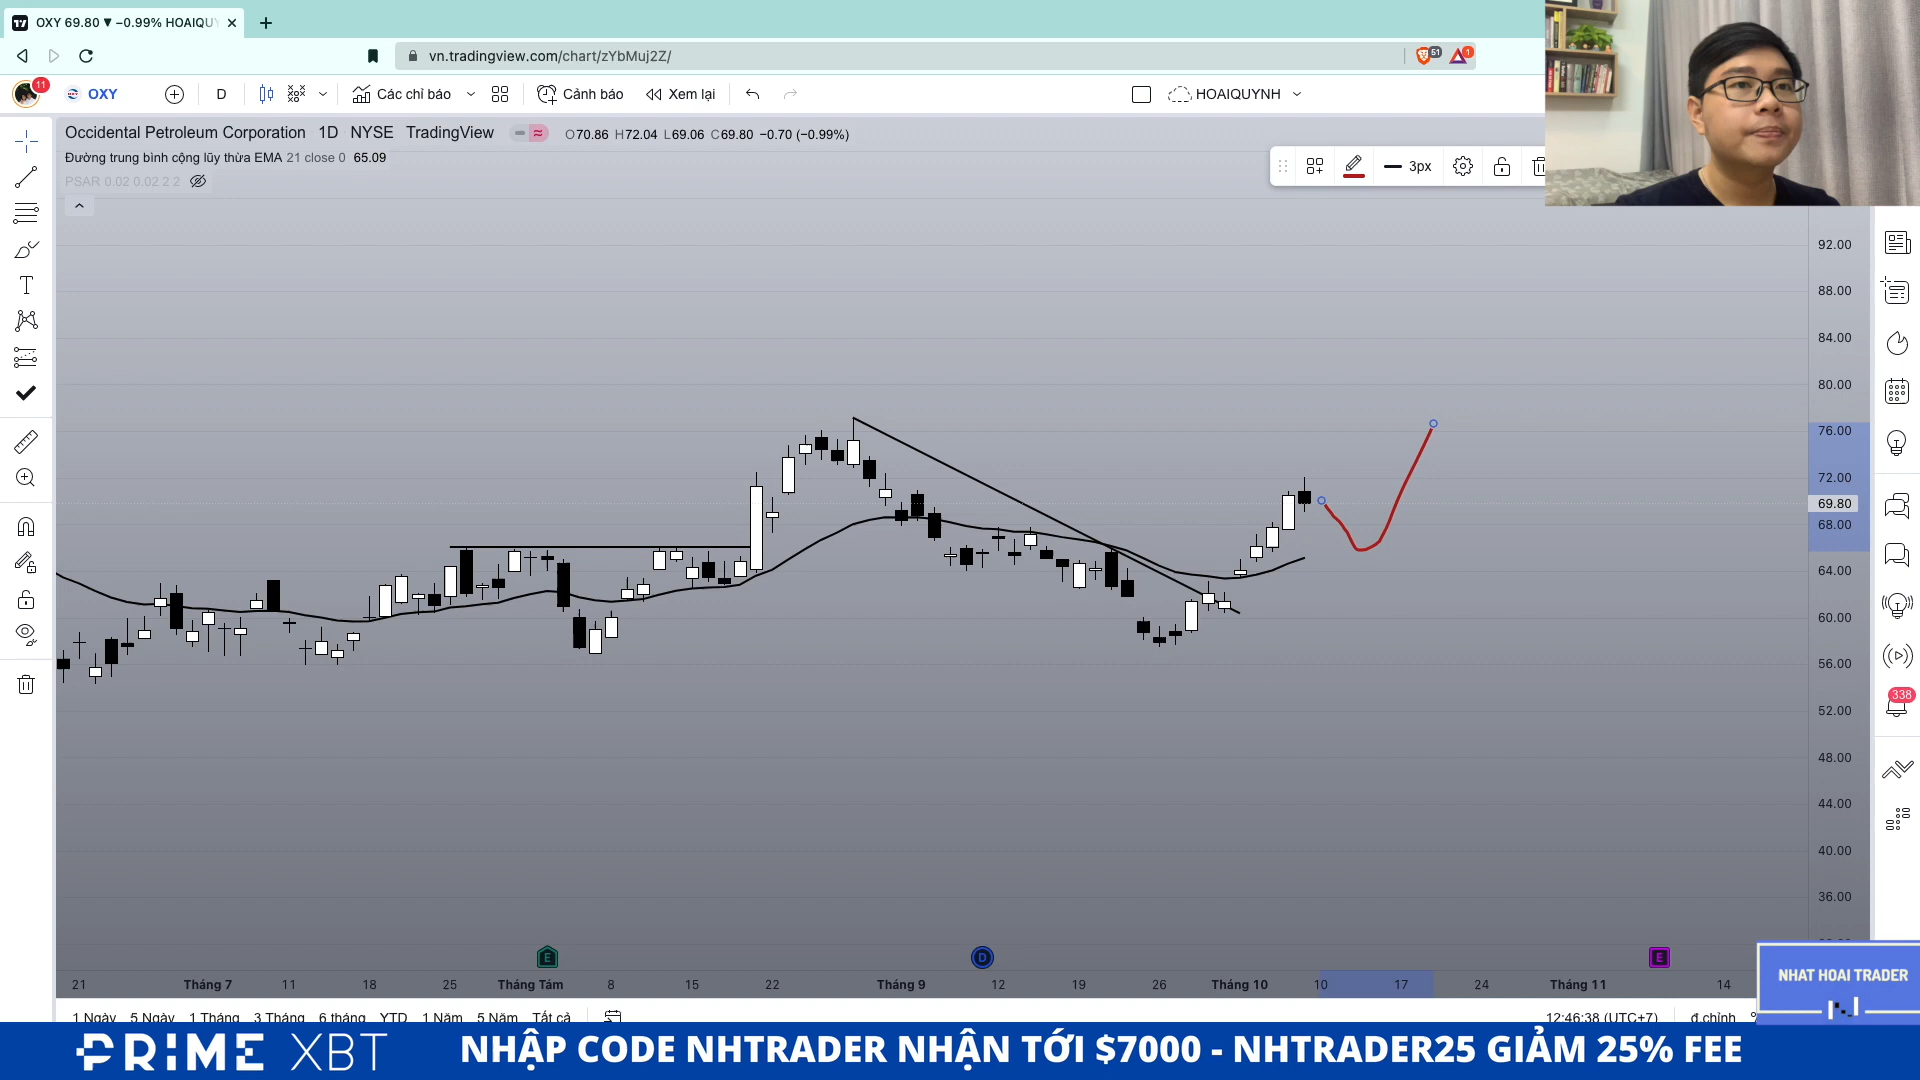 OXY 69.80 ▼ −0.99% HOAIQU
vn.tradingview.com/chart/zYbMuj2Z/
51
1
11
OXY
D
Các chỉ báo
Cảnh báo
Xem lại
HOAIQUYNH
Occidental Petroleum Corporation 1D NYSE TradingView
O70.86 H72.04 L69.06 C69.80 −0.70 (−0.99%)
Đường trung bình cộng lũy thừa EMA 21 close 0 65.09
PSAR 0.02 0.02 2 2
3px
92.00
88.00
84.00
80.00
76.00
72.00
69.80
68.00
64.00
60.00
56.00
52.00
48.00
44.00
40.00
36.00
338
E
D
E
21 Tháng 7 11 18 25 Tháng Tám 8 15 22 Tháng 9 12 19 26 Tháng 10 10 17 24 Tháng 11 14
1 Ngày 5 Ngày 1 Tháng 3 Tháng 6 tháng YTD 1 Năm 5 Năm Tất cả
12:46:38 (UTC+7) đ.chỉnh
NHAT HOAI TRADER
PRIME XBT
NHẬP CODE NHTRADER NHẬN TỚI $7000 - NHTRADER25 GIẢM 25% FEE